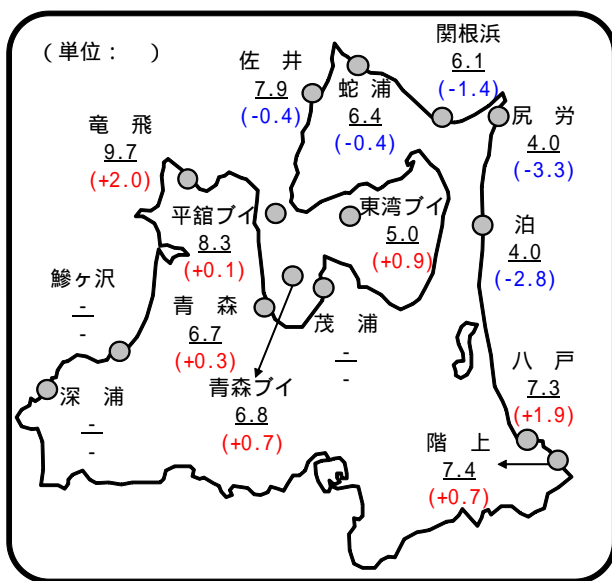 (単位: )
関根浜
6.1
(-1.4)
佐 井
7.9
(-0.4)
蛇 浦
6.4
(-0.4)
尻 労
4.0
(-3.3)
竜 飛
9.7
(+2.0)
平舘ブイ
8.3
(+0.1)
東湾ブイ
5.0
(+0.9)
泊
4.0
(-2.8)
鰺ヶ沢
-
-
青 森
6.7
(+0.3)
茂 浦
-
-
青森ブイ
6.8
(+0.7)
深 浦
-
-
八 戸
7.3
(+1.9)
階 上
7.4
(+0.7)